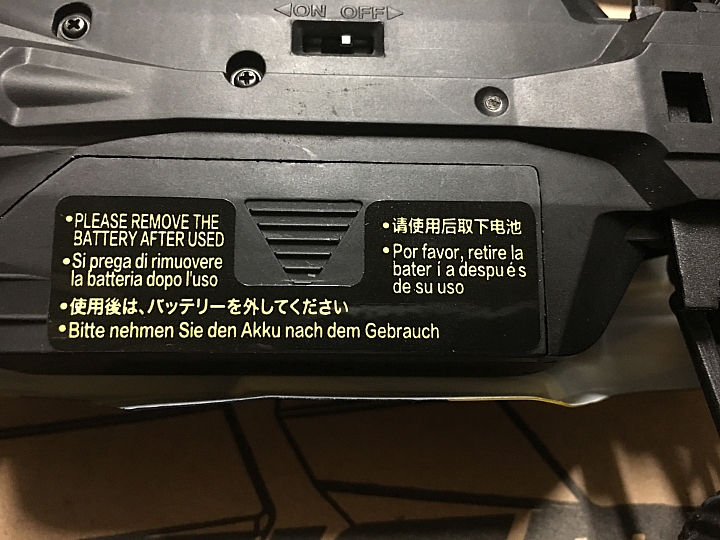 ON OFF
•PLEASE REMOVE THE
BATTERY AFTER USED
•Si prega di rimuovere
la batteria dopo l'uso
•使用後は、バッテリーを外してください
•Bitte nehmen Sie den Akku nach dem Gebrauch
•请使用后取下电池
•Por favor, retire la
bater í a despu é s
de su uso